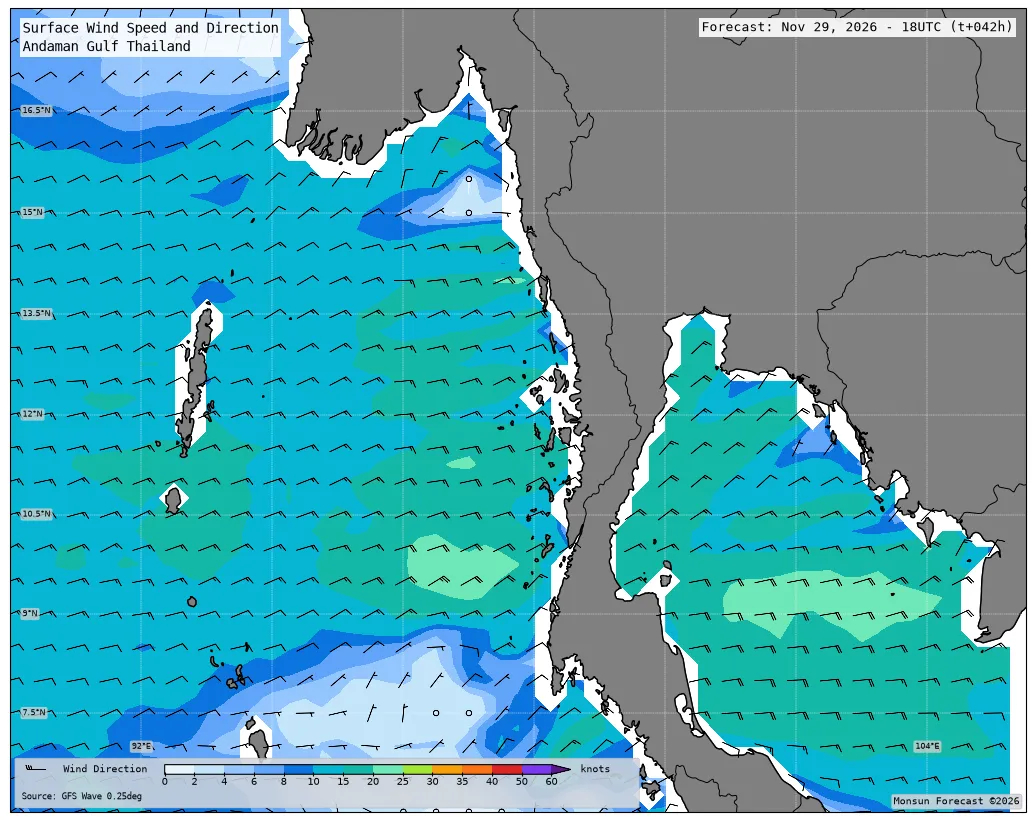 Surface Wind Speed and Direction
Andaman Gulf Thailand
Forecast: Nov 29, 2026 - 18UTC (t+042h)
16.5°N
15°N
13.5°N
12°N
10.5°N
9°N
7.5°N
92°E
104°E
Wind Direction
knots
0 2 4 6 8 10 15 20 25 30 35 40 50 60
Source: GFS Wave 0.25deg
Monsun Forecast ©2026